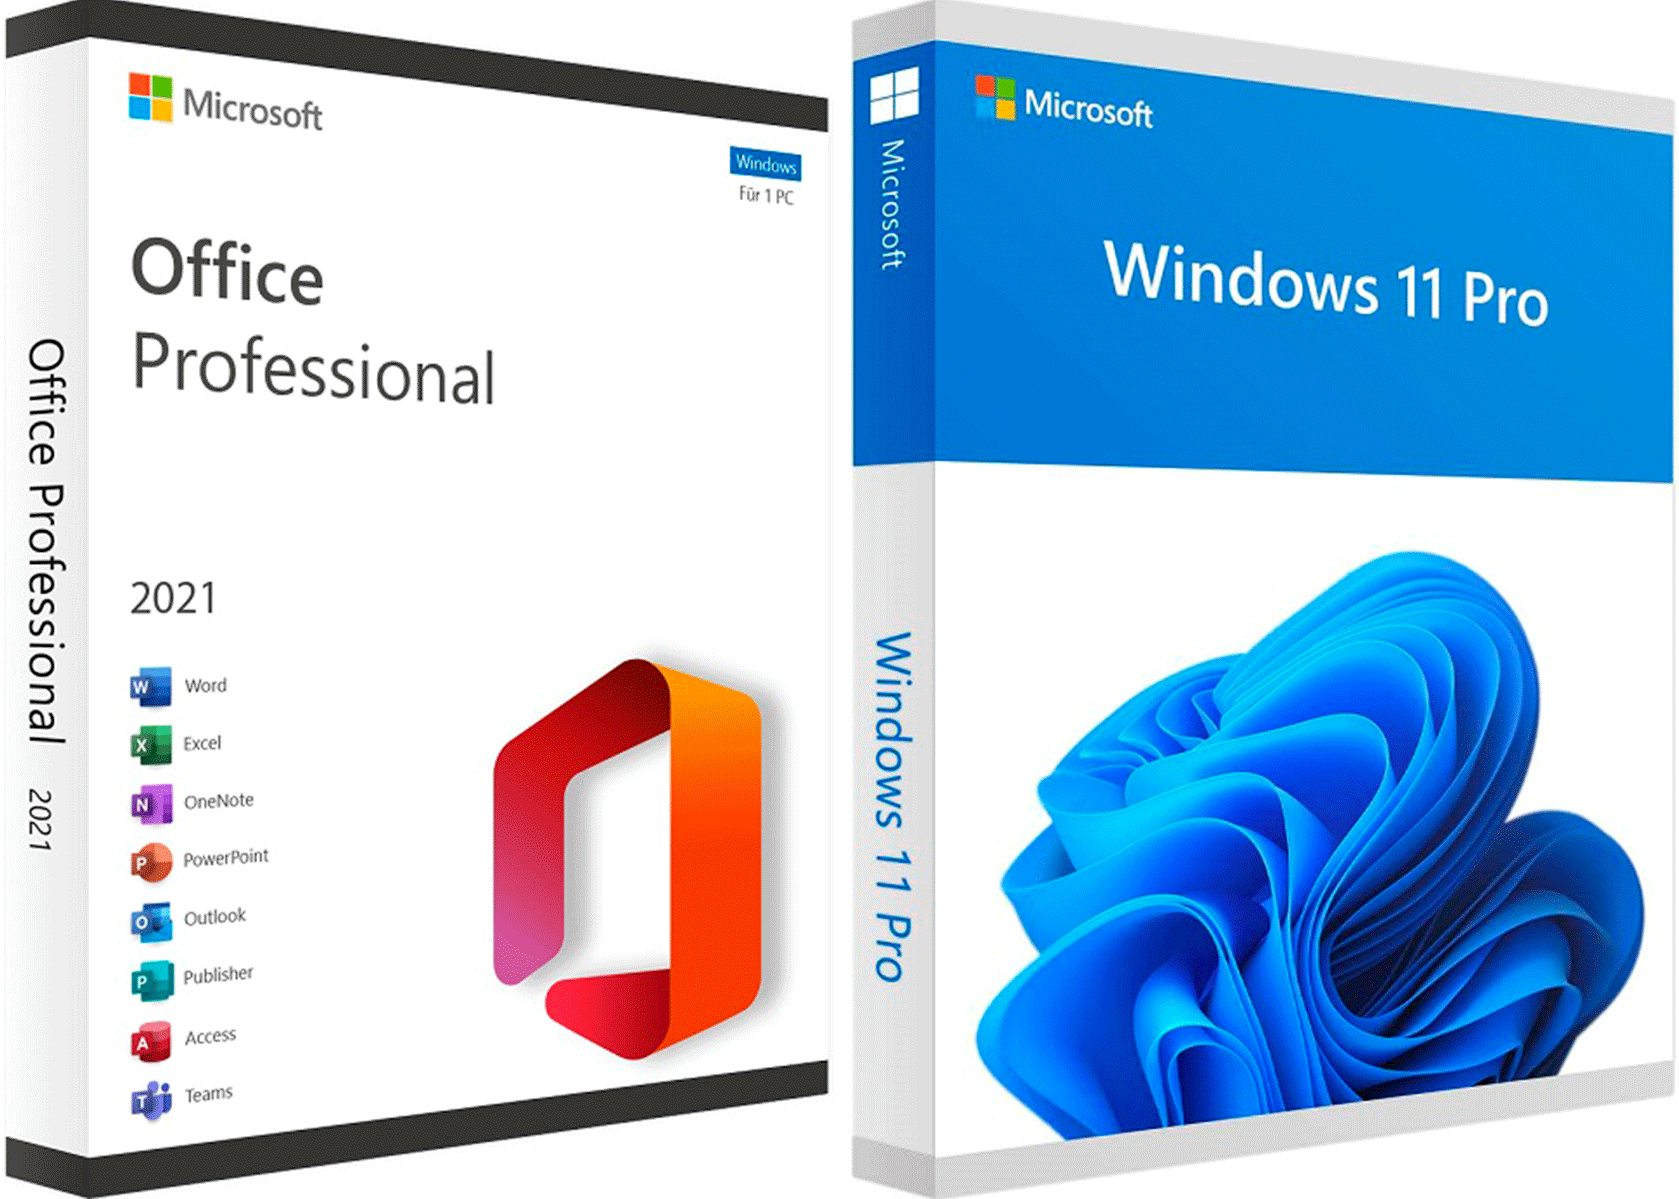 Microsoft
Windows
Für 1 PC
Office
Professional
2021
W Word
X Excel
N OneNote
P PowerPoint
O Outlook
P Publisher
A Access
T Teams
Office Professional 2021
Microsoft
Windows 11 Pro
Microsoft
Windows 11 Pro